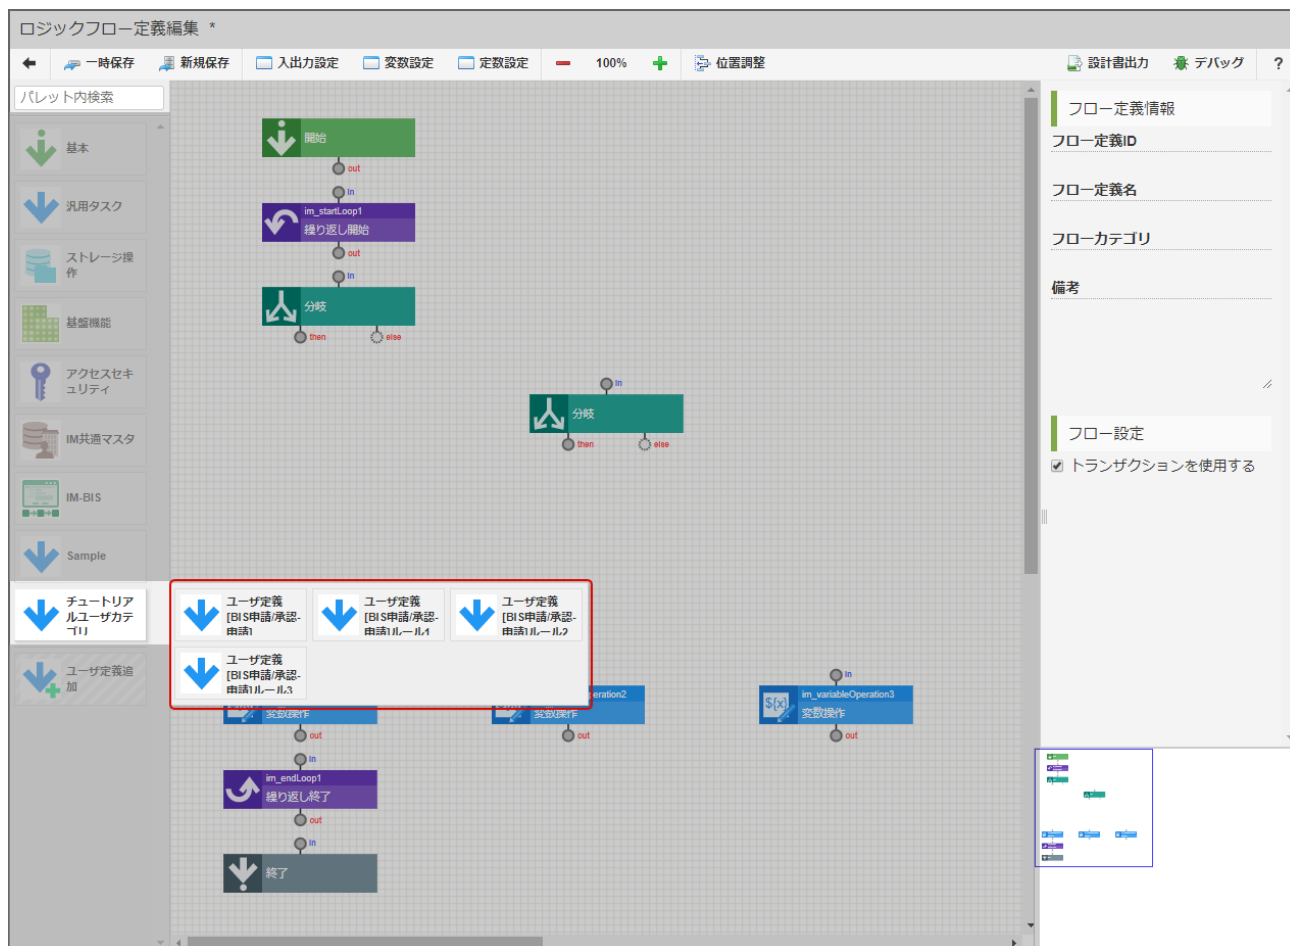 ロジックフロー定義編集 *
一時保存 新規保存 入出力設定 変数設定 定数設定 100% 位置調整 設計書出力 デバッグ ?
パレット内検索
基本
汎用タスク
ストレージ操
作
基盤機能
アクセスセキ
ュリティ
IM共通マスタ
IM-BIS
Sample
チュートリア
ルユーザカテ
ゴリ
ユーザ定義追
加
開始
out
in
im_startLoop1
繰り返し開始
out
in
分岐
then else
in
分岐
then else
ユーザ定義
[BIS申請/承認-
申請]
ユーザ定義
[BIS申請/承認-
申請]ルール1
ユーザ定義
[BIS申請/承認-
申請]ルール2
ユーザ定義
[BIS申請/承認-
申請]ルール3
変数操作
out
eration2
変数操作
out
in
${x}
im_variableOperation3
変数操作
out
in
im_endLoop1
繰り返し終了
out
in
終了
フロー定義情報
フロー定義ID
フロー定義名
フローカテゴリ
備考
フロー設定
トランザクションを使用する